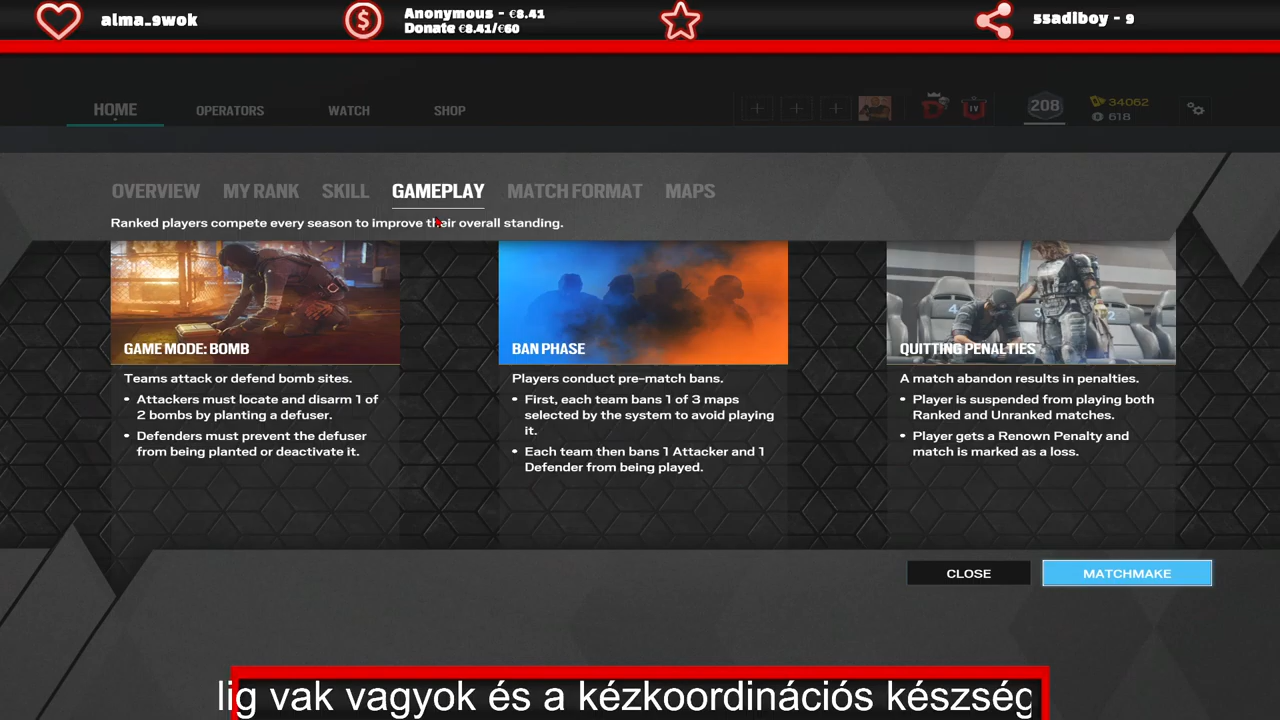 alma_9wok
Anonymous - €8.41
Donate €8.41/€60
ssadiboy - 9
HOME
OPERATORS
WATCH
SHOP
208
34062
618
OVERVIEW
MY RANK
SKILL
GAMEPLAY
MATCH FORMAT
MAPS
Ranked players compete every season to improve their overall standing.
GAME MODE: BOMB
Teams attack or defend bomb sites.
• Attackers must locate and disarm 1 of
2 bombs by planting a defuser.
• Defenders must prevent the defuser
from being planted or deactivate it.
BAN PHASE
Players conduct pre-match bans.
• First, each team bans 1 of 3 maps
selected by the system to avoid playing
it.
• Each team then bans 1 Attacker and 1
Defender from being played.
QUITTING PENALTIES
A match abandon results in penalties.
• Player is suspended from playing both
Ranked and Unranked matches.
• Player gets a Renown Penalty and
match is marked as a loss.
CLOSE
MATCHMAKE
lig vak vagyok és a kézkoordinációs készség